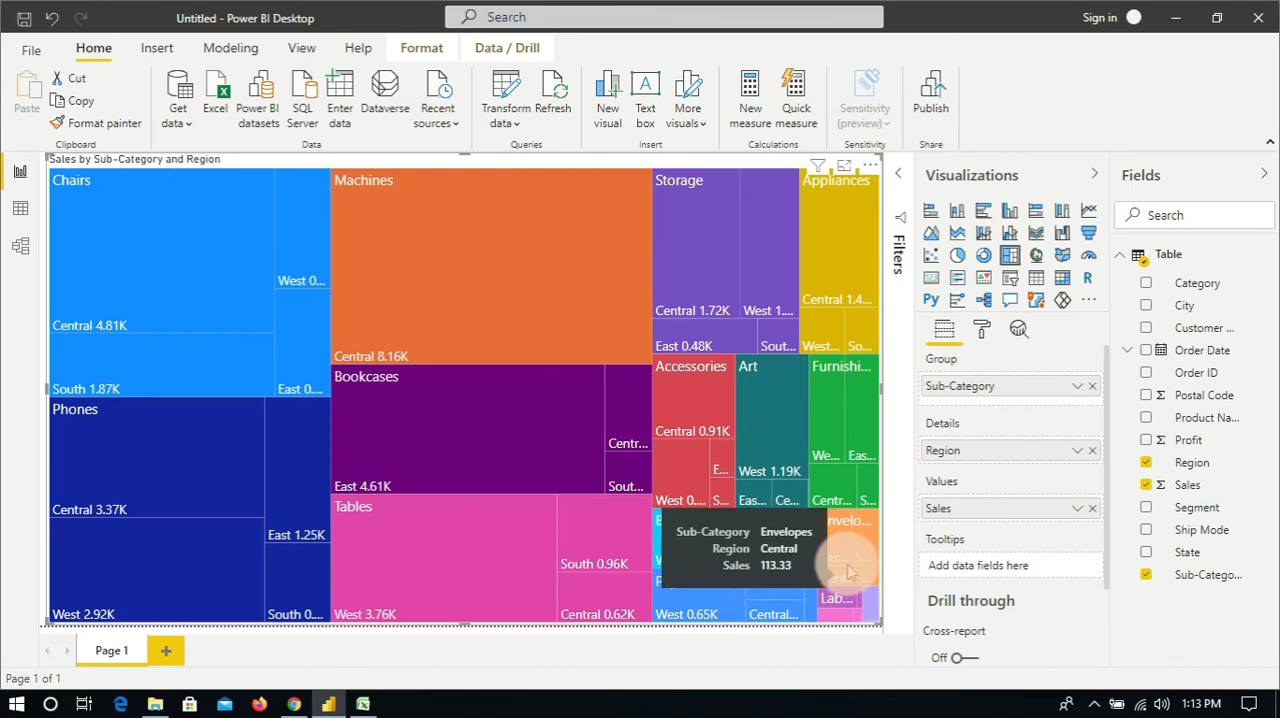 Untitled - Power BI Desktop
Search
Sign in
File
Home
Insert
Modeling
View
Help
Format
Data / Drill
Paste
Cut
Copy
Format painter
Clipboard
Get data
Excel
Power BI datasets
SQL Server
Enter data
Dataverse
Recent sources
Data
Transform data
Refresh
Queries
New visual
Text box
More visuals
Insert
New measure
Quick measure
Calculations
Sensitivity (preview)
Sensitivity
Publish
Share
Sales by Sub-Category and Region
Chairs
West 0...
Central 4.81K
South 1.87K
East 0....
Phones
Central 3.37K
East 1.25K
West 2.92K
South 0...
Machines
Central 8.16K
Bookcases
Centr...
East 4.61K
Sout...
Tables
South 0.96K
West 3.76K
Central 0.62K
Storage
Central 1.72K
West 1....
East 0.48K
Sout...
Appliances
Central 1.4...
West...
So...
Accessories
Central 0.91K
E...
West 0....
S...
Art
West 1.19K
Eas...
Ce...
Furnishi...
We...
Eas...
Centr...
S...
Sub-Category Envelopes
Region Central
Sales 113.33
West 0.65K
Central...
Lab...
Filters
Visualizations
Py
R
Group
Sub-Category
Details
Region
Values
Sales
Tooltips
Add data fields here
Drill through
Cross-report
Off
Fields
Search
Table
Category
City
Customer ...
Order Date
Order ID
Postal Code
Product Na...
Profit
Region
Sales
Segment
Ship Mode
State
Sub-Catego...
Page 1
Page 1 of 1
1:13 PM